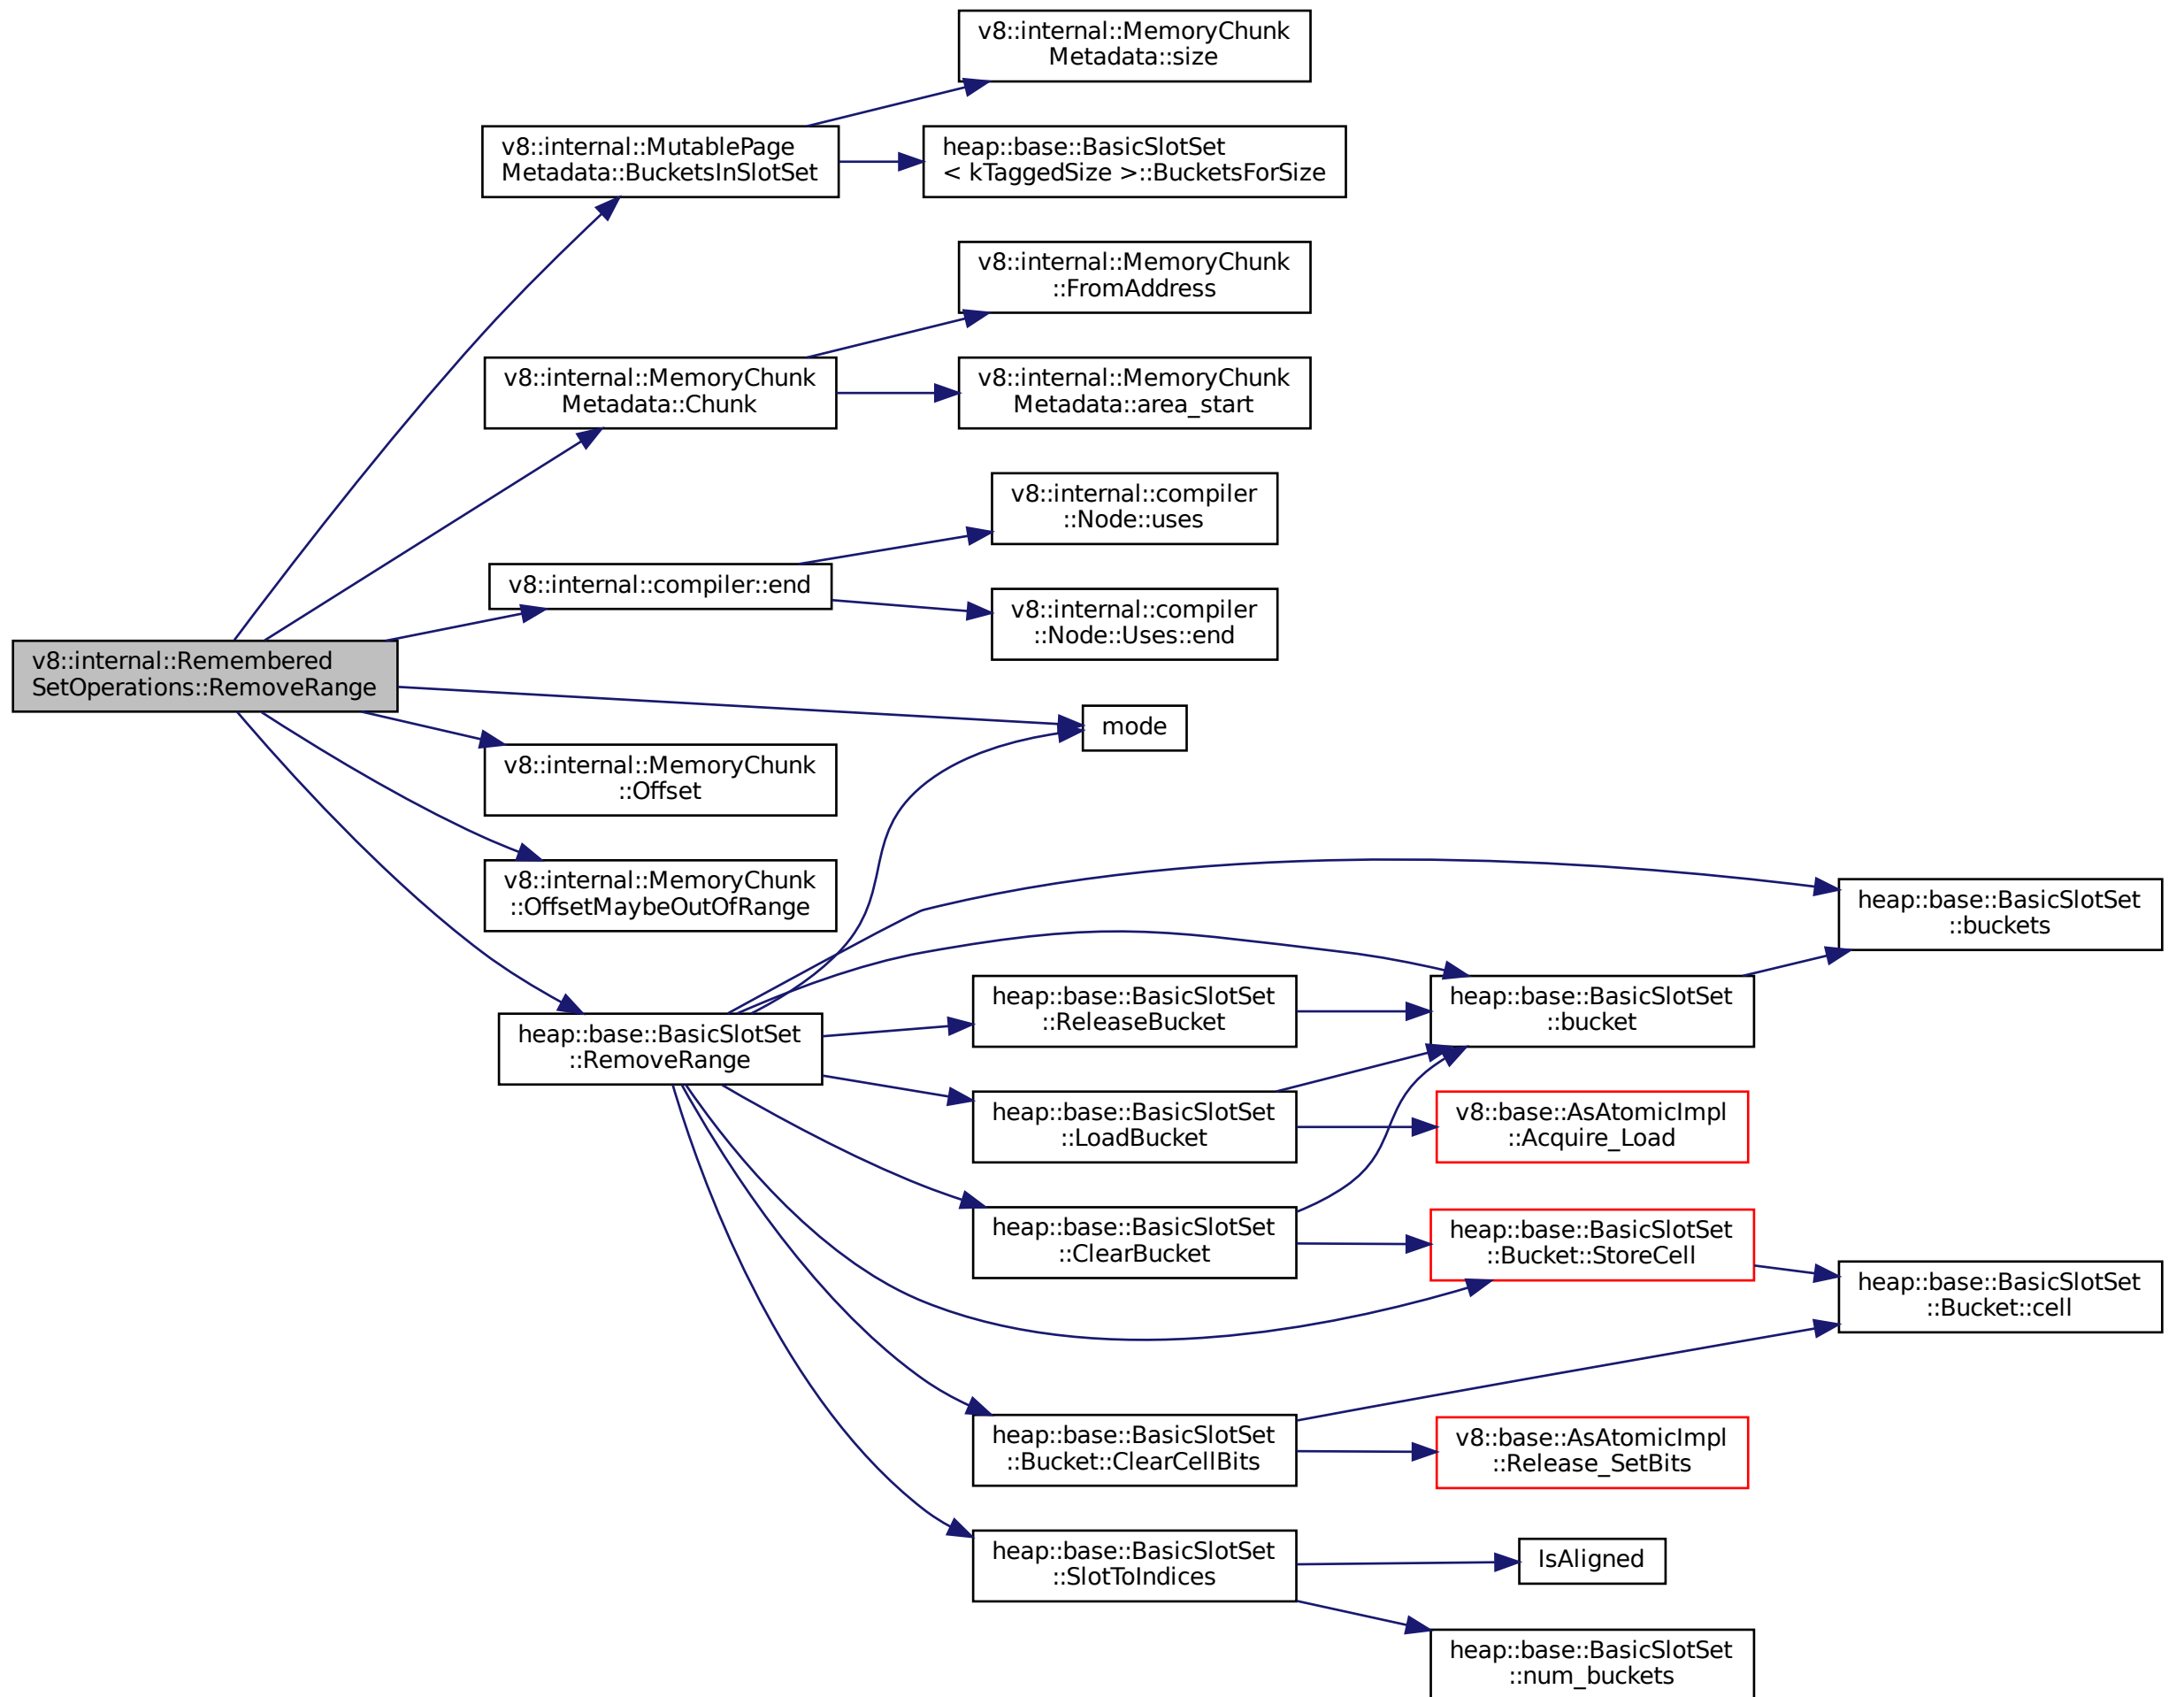 v8::internal::MemoryChunk
Metadata::size
v8::internal::MutablePage
Metadata::BucketsInSlotSet
heap::base::BasicSlotSet
< kTaggedSize >::BucketsForSize
v8::internal::MemoryChunk
::FromAddress
v8::internal::MemoryChunk
Metadata::Chunk
v8::internal::MemoryChunk
Metadata::area_start
v8::internal::compiler
::Node::uses
v8::internal::compiler::end
v8::internal::compiler
::Node::Uses::end
v8::internal::Remembered
SetOperations::RemoveRange
mode
v8::internal::MemoryChunk
::Offset
v8::internal::MemoryChunk
::OffsetMaybeOutOfRange
heap::base::BasicSlotSet
::buckets
heap::base::BasicSlotSet
::RemoveRange
heap::base::BasicSlotSet
::ReleaseBucket
heap::base::BasicSlotSet
::bucket
heap::base::BasicSlotSet
::LoadBucket
v8::base::AsAtomicImpl
::Acquire_Load
heap::base::BasicSlotSet
::ClearBucket
heap::base::BasicSlotSet
::Bucket::StoreCell
heap::base::BasicSlotSet
::Bucket::cell
heap::base::BasicSlotSet
::Bucket::ClearCellBits
v8::base::AsAtomicImpl
::Release_SetBits
heap::base::BasicSlotSet
::SlotToIndices
IsAligned
heap::base::BasicSlotSet
::num_buckets